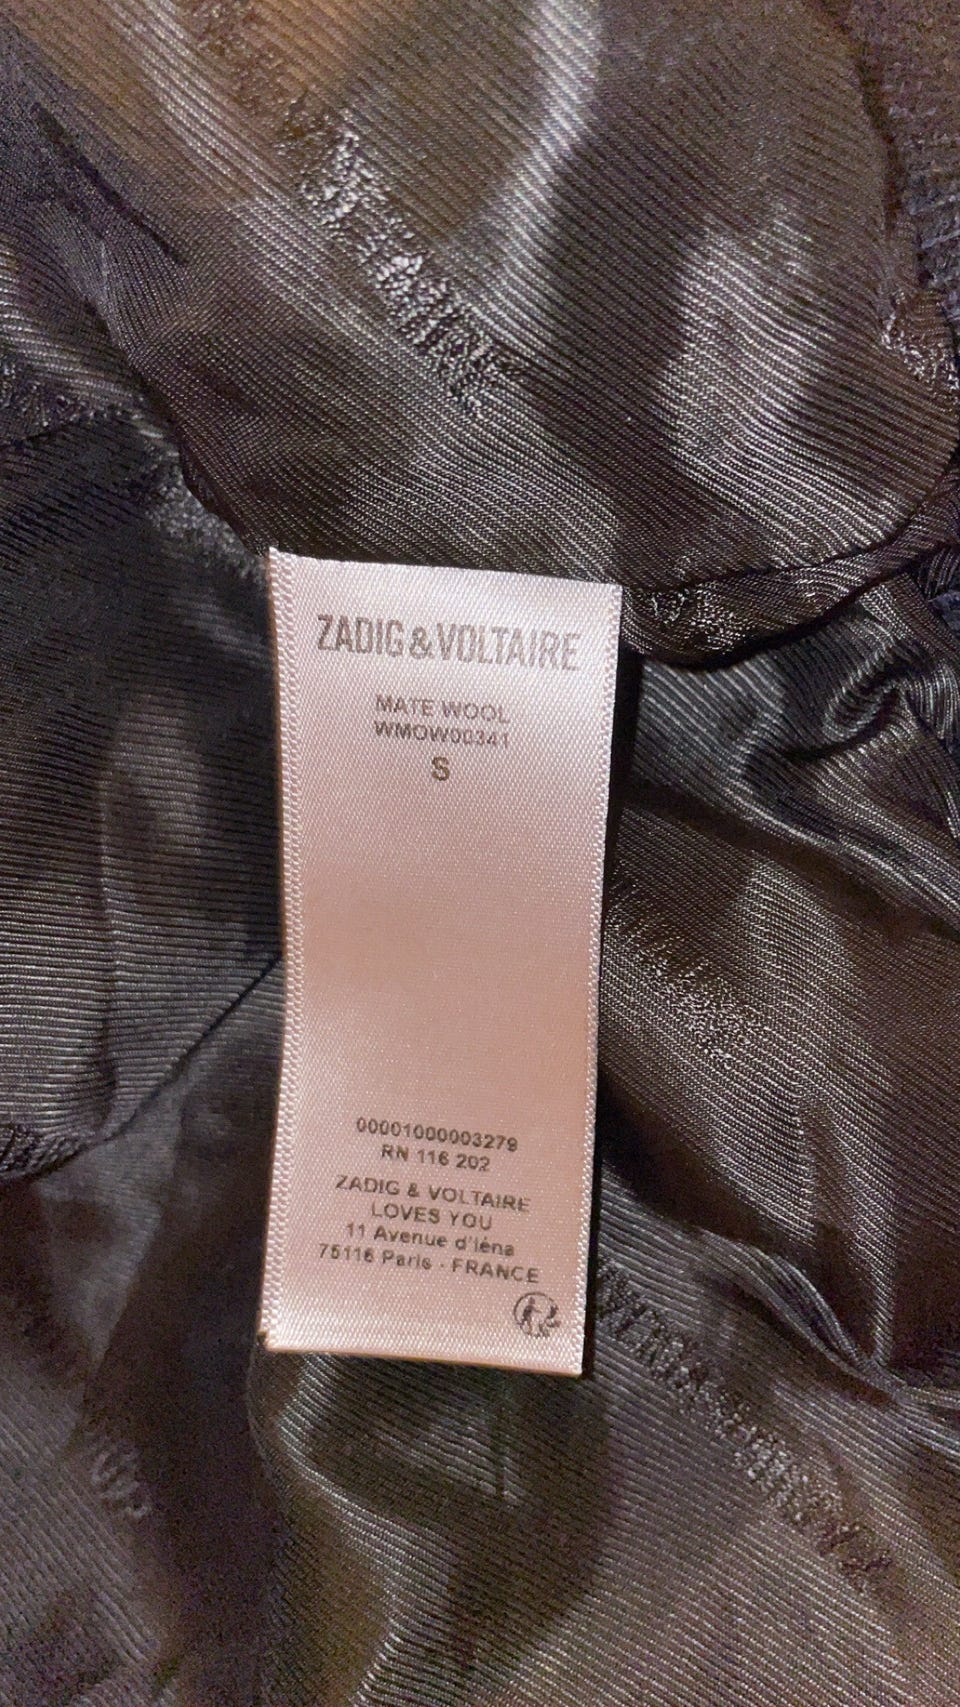 ZADIG&VOLTAIRE
MATE WOOL
WMOW00341
S
00001000003279
RN 116 202
ZADIG & VOLTAIRE
LOVES YOU
11 Avenue d'Iéna
75116 Paris - FRANCE